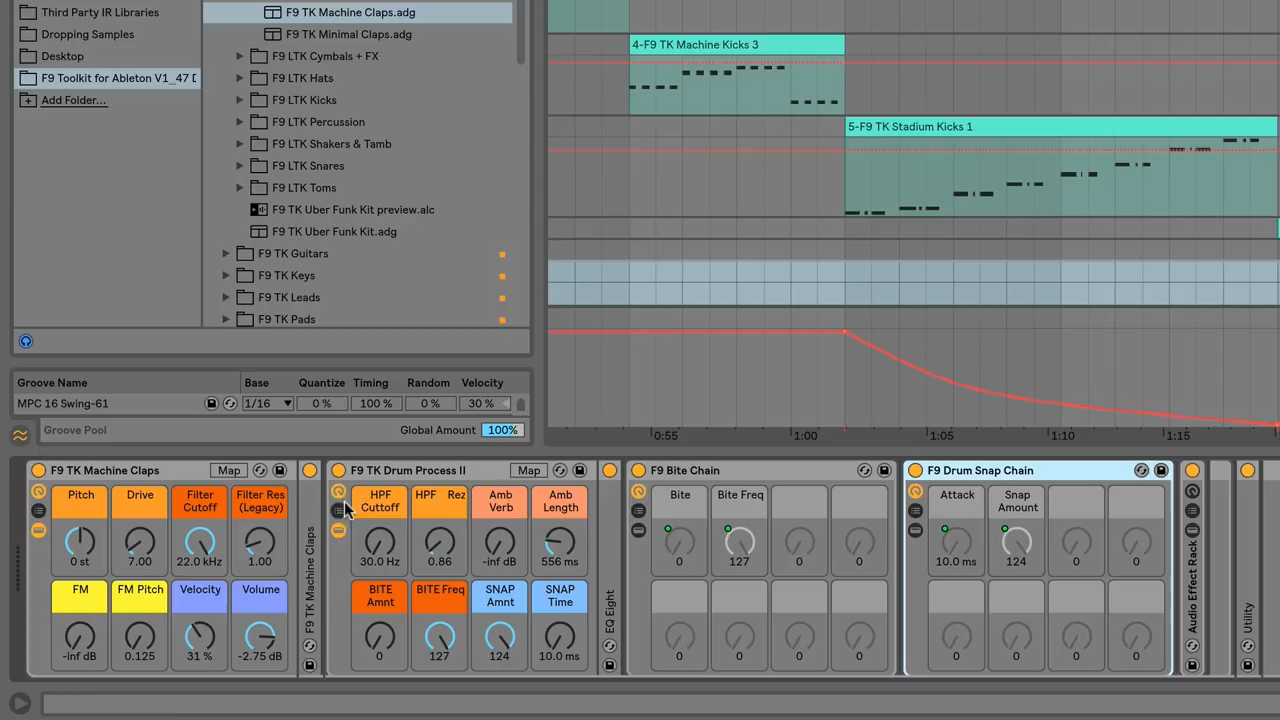 Third Party IR Libraries
Dropping Samples
Desktop
F9 Toolkit for Ableton V1_47 D
Add Folder...
F9 TK Machine Claps.adg
F9 TK Minimal Claps.adg
F9 LTK Cymbals + FX
F9 LTK Hats
F9 LTK Kicks
F9 LTK Percussion
F9 LTK Shakers & Tamb
F9 LTK Snares
F9 LTK Toms
F9 TK Uber Funk Kit preview.alc
F9 TK Uber Funk Kit.adg
F9 TK Guitars
F9 TK Keys
F9 TK Leads
F9 TK Pads
4-F9 TK Machine Kicks 3
5-F9 TK Stadium Kicks 1
0:55 1:00 1:05 1:10 1:15
Groove Name Base Quantize Timing Random Velocity
MPC 16 Swing-61 1/16 0 % 100 % 0 % 30 %
Groove Pool Global Amount 100%
F9 TK Machine Claps Map
Pitch Drive Filter Cutoff Filter Res (Legacy)
0 st 7.00 22.0 kHz 1.00
FM FM Pitch Velocity Volume
-inf dB 0.125 31 % -2.75 dB
F9 TK Machine Claps
F9 TK Drum Process II Map
HPF Cuttoff HPF Rez Amb Verb Amb Length
30.0 Hz 0.86 -inf dB 556 ms
BITE Amnt BITE Freq SNAP Amnt SNAP Time
0 127 124 10.0 ms
EQ Eight
F9 Bite Chain
Bite Bite Freq
0 127 0 0
0 0 0 0
F9 Drum Snap Chain
Attack Snap Amount
10.0 ms 124 0 0
0 0 0 0
Audio Effect Rack
Utility